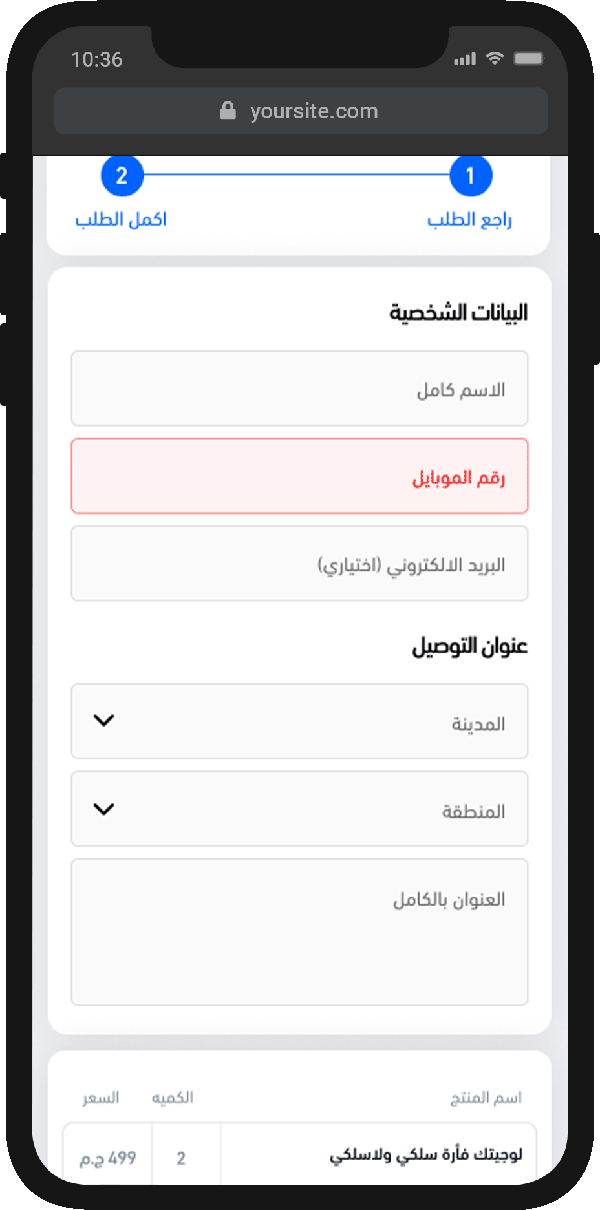 10:36
yoursite.com
1
2
راجع الطلب
اكمل الطلب
البيانات الشخصية
الاسم كامل
رقم الموبايل
البريد الالكتروني (اختياري)
عنوان التوصيل
المدينة
المنطقة
العنوان بالكامل
اسم المنتج الكميه السعر
لوجيتك فأرة سلكي ولاسلكي 2 499 ج.م